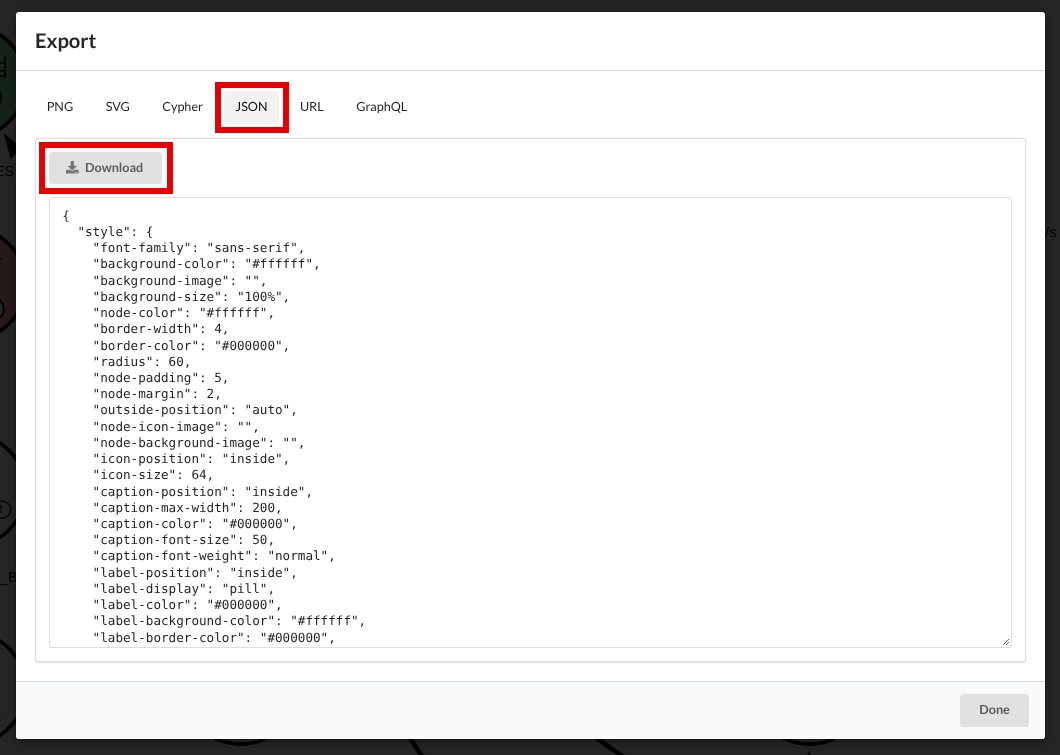 Export
PNG SVG Cypher JSON URL GraphQL
Download
{
"style": {
"font-family": "sans-serif",
"background-color": "#ffffff",
"background-image": "",
"background-size": "100%",
"node-color": "#ffffff",
"border-width": 4,
"border-color": "#000000",
"radius": 60,
"node-padding": 5,
"node-margin": 2,
"outside-position": "auto",
"node-icon-image": "",
"node-background-image": "",
"icon-position": "inside",
"icon-size": 64,
"caption-position": "inside",
"caption-max-width": 200,
"caption-color": "#000000",
"caption-font-size": 50,
"caption-font-weight": "normal",
"label-position": "inside",
"label-display": "pill",
"label-color": "#000000",
"label-background-color": "#ffffff",
"label-border-color": "#000000",
Done